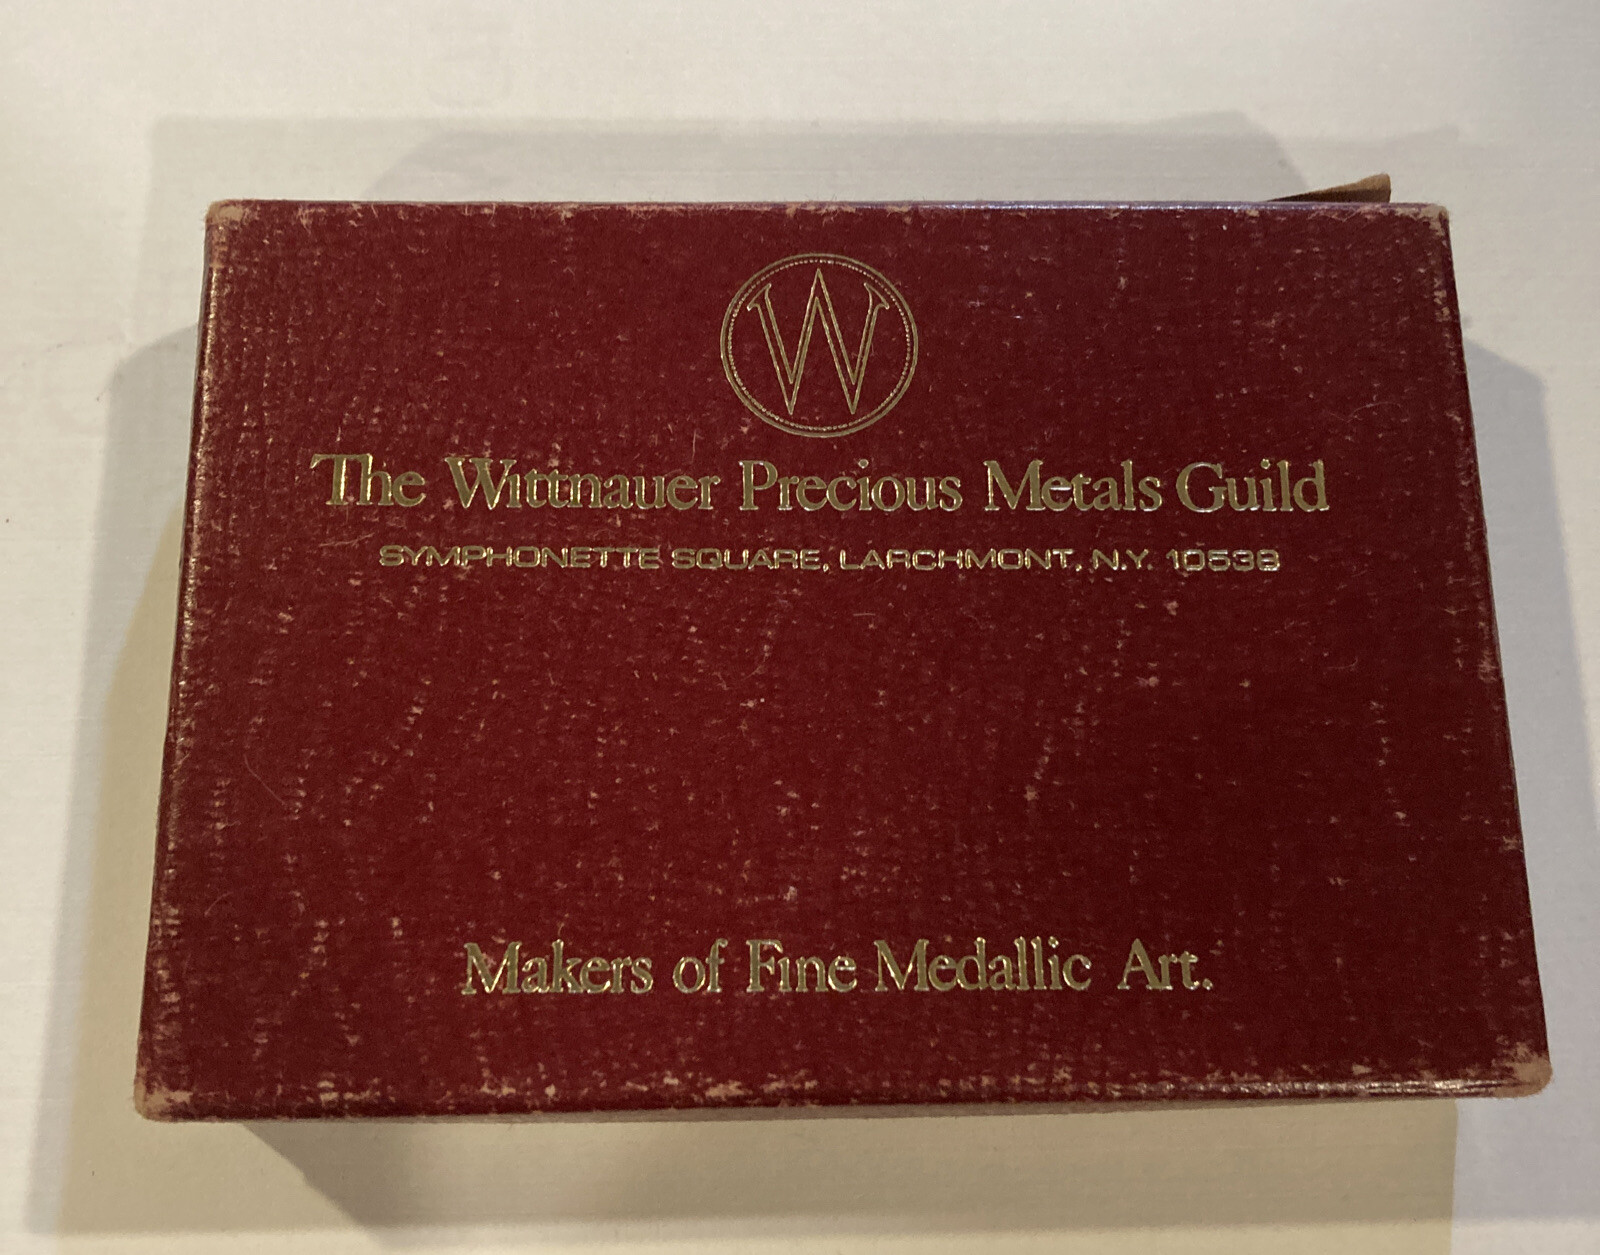 W
The Wittnauer Precious Metals Guild
SYMPHONETTE SQUARE, LARCHMONT, N.Y. 10538
Makers of Fine Medallic Art.